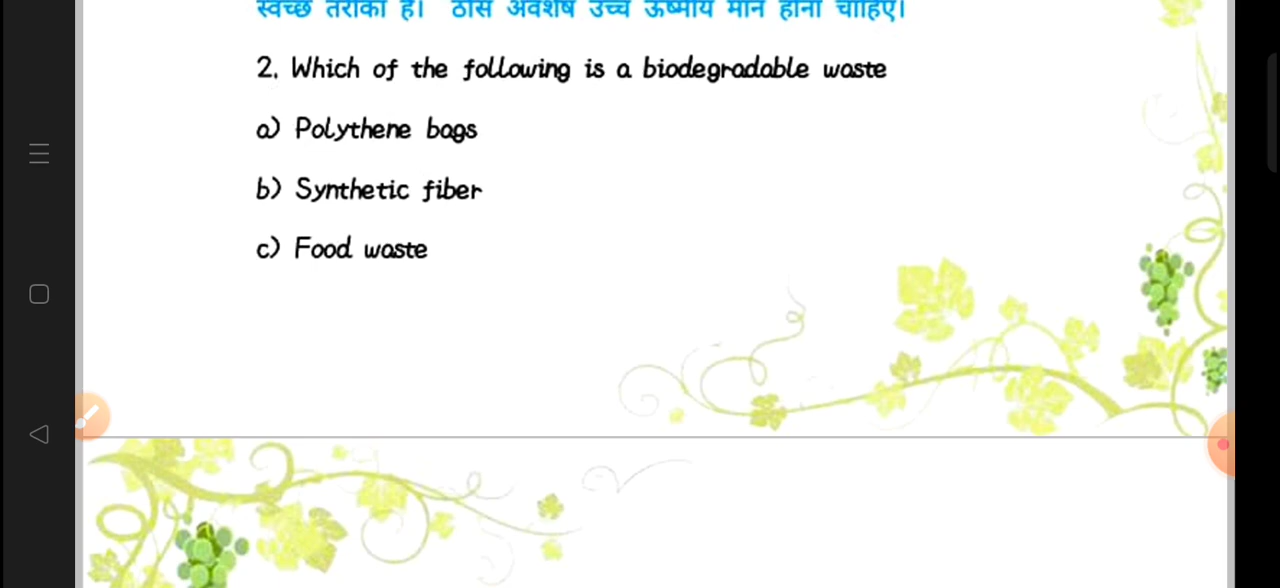 स्वच्छ तरीका है। ठोस अवशेष उच्च ऊष्मीय मान होना चाहिए।
2. Which of the following is a biodegradable waste
a) Polythene bags
b) Synthetic fiber
c) Food waste